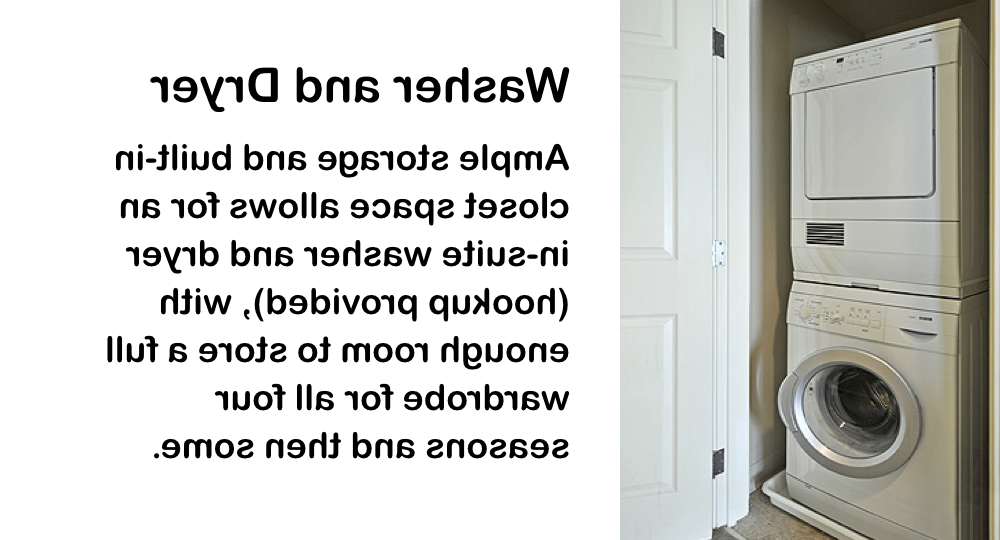 Washer and Dryer
Ample storage and built-in
closet space allows for an
in-suite washer and dryer
(hookup provided), with
enough room to store a full
wardrobe for all four
seasons and then some.